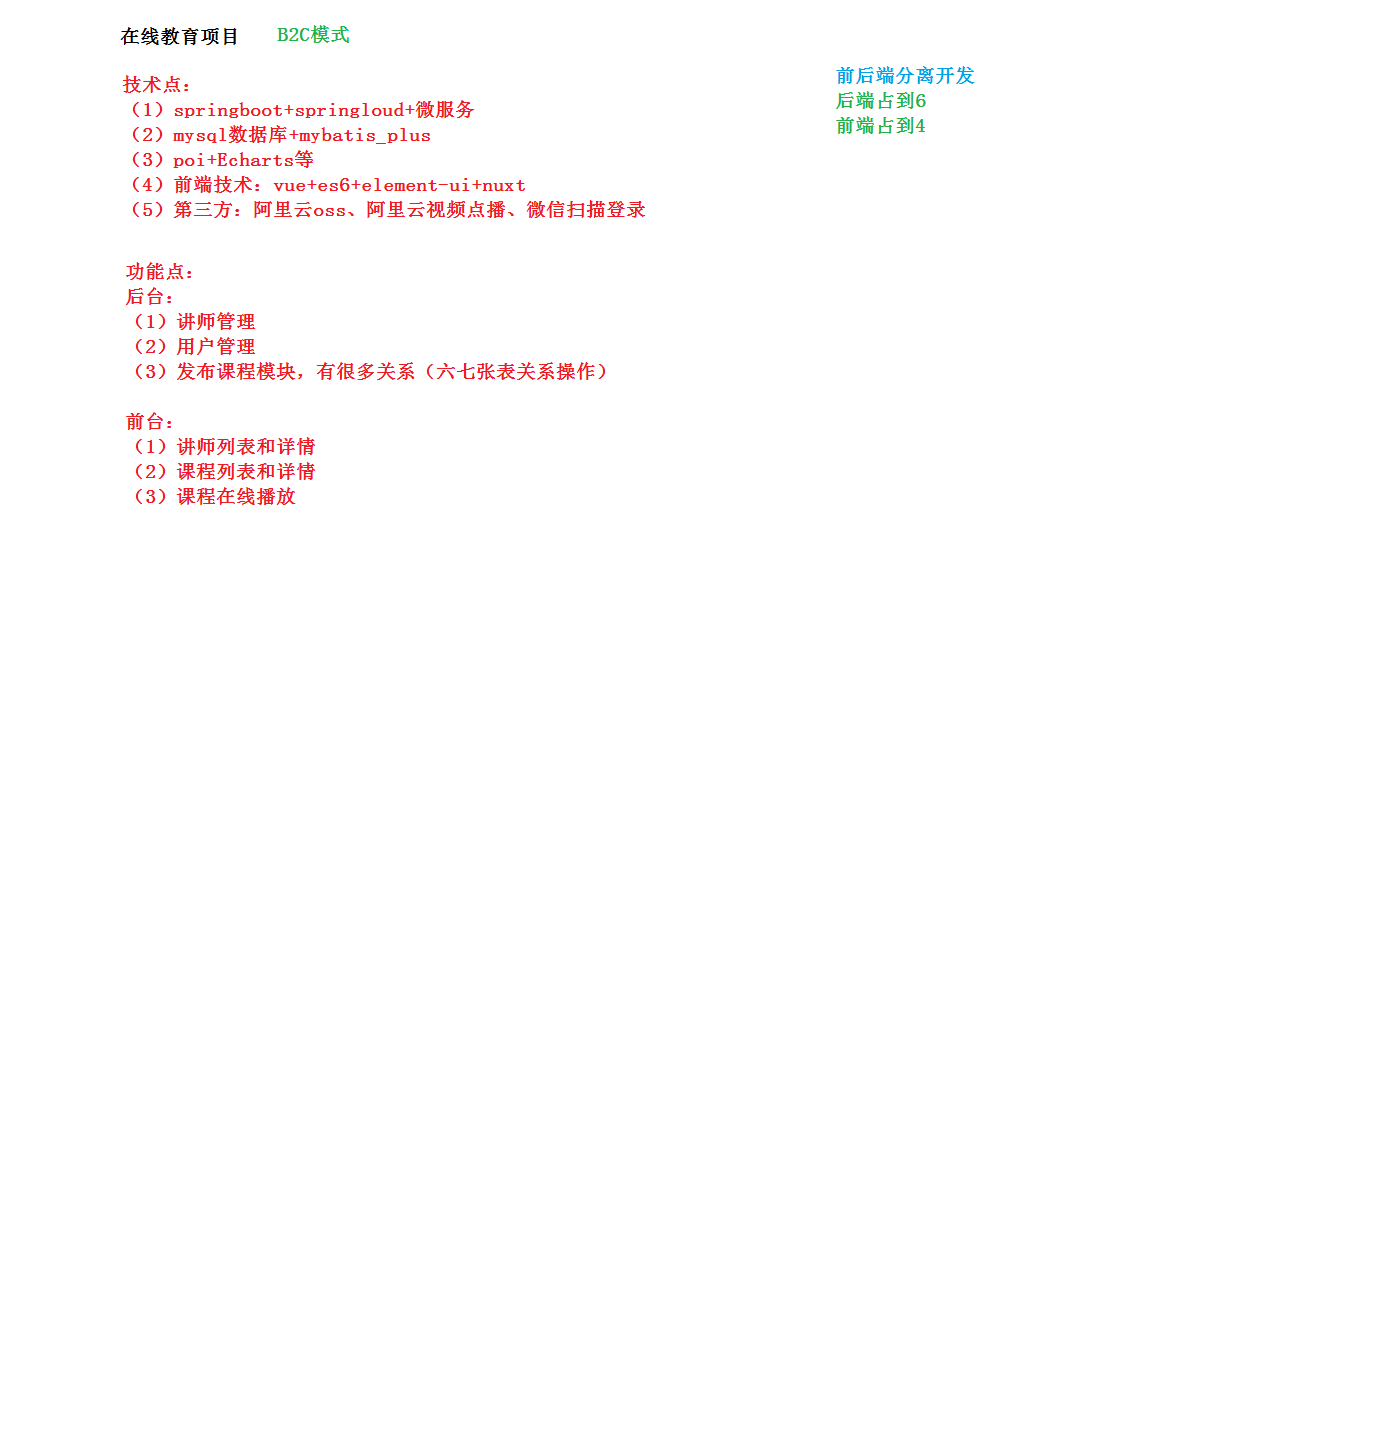 在线教育项目 B2C模式
技术点：
（1）springboot+springloud+微服务
（2）mysql数据库+mybatis_plus
（3）poi+Echarts等
（4）前端技术：vue+es6+element-ui+nuxt
（5）第三方：阿里云oss、阿里云视频点播、微信扫描登录
前后端分离开发
后端占到6
前端占到4
功能点：
后台：
（1）讲师管理
（2）用户管理
（3）发布课程模块，有很多关系（六七张表关系操作）
前台：
（1）讲师列表和详情
（2）课程列表和详情
（3）课程在线播放